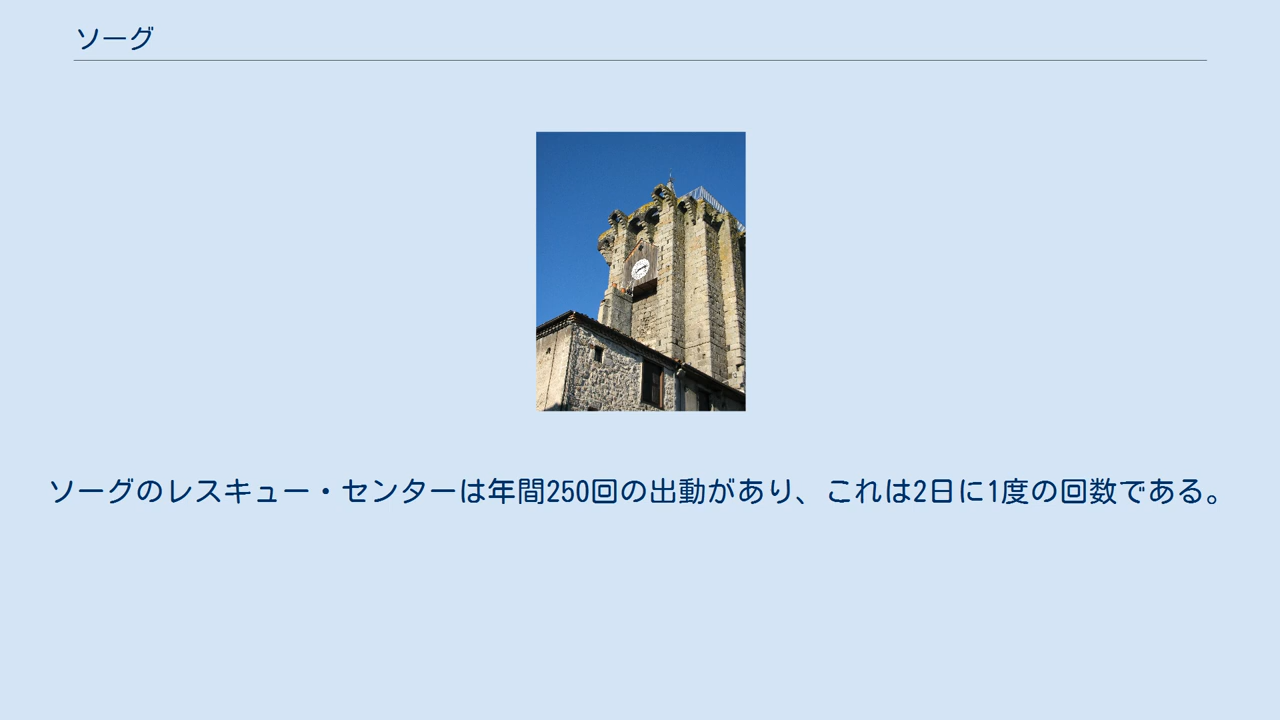 ソーグ
ソーグのレスキュー・センターは年間250回の出動があり、これは2日に1度の回数である。